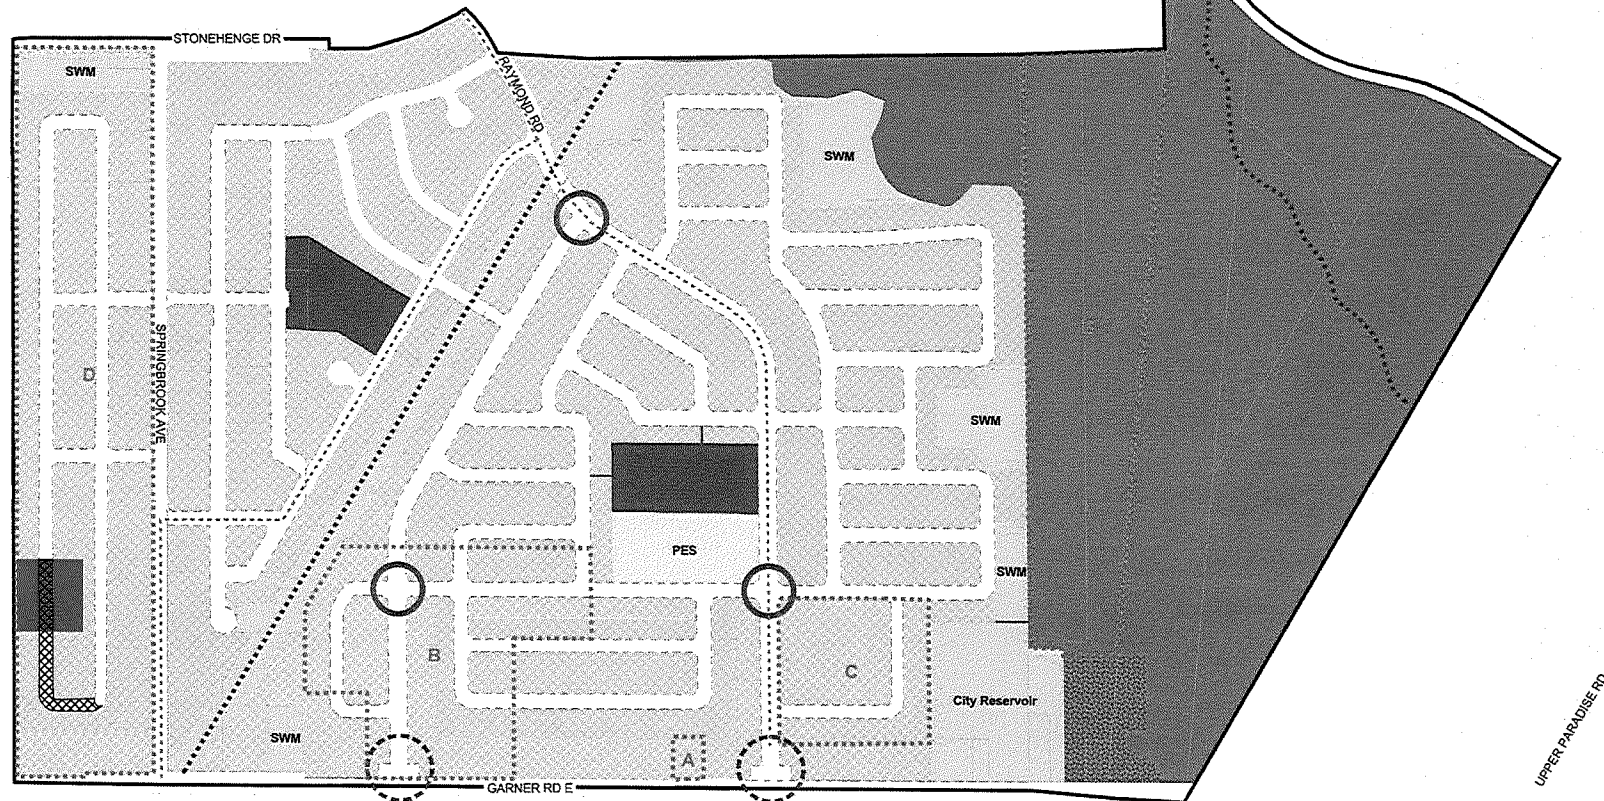 STONEHENGE DR
SWM
RAYMOND RD
SWM
SPRINGBROOK AVE
D
SWM
PES
SWM
B
C
City Reservoir
SWM
A
GARNER RD E
UPPER PARADISE RD